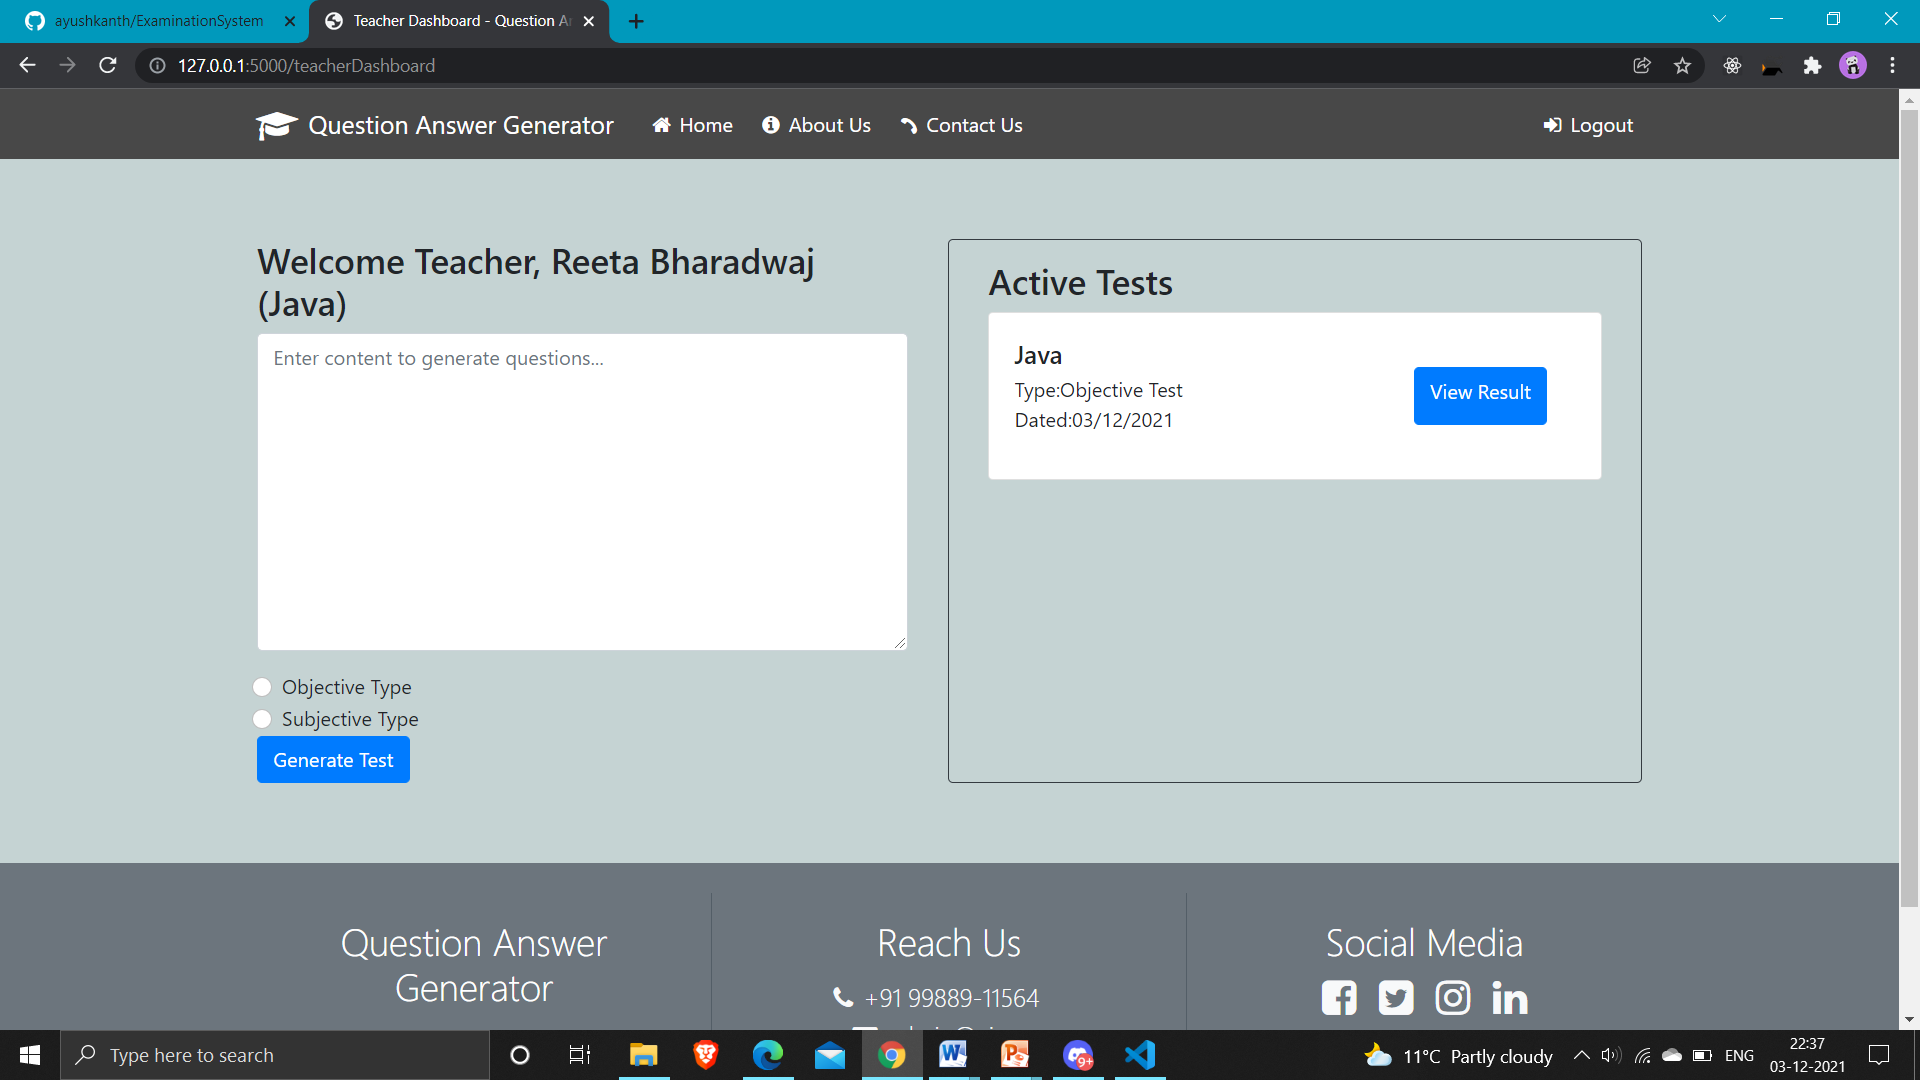 ayushkanth/ExaminationSystem
Teacher Dashboard - Question A
127.0.0.1:5000/teacherDashboard
Question Answer Generator
Home
About Us
Contact Us
Logout
Welcome Teacher, Reeta Bharadwaj
(Java)
Enter content to generate questions...
Objective Type
Subjective Type
Generate Test
Active Tests
Java
Type:Objective Test
Dated:03/12/2021
View Result
Question Answer
Generator
Reach Us
+91 99889-11564
Social Media
Type here to search
9+
11°C Partly cloudy
ENG
22:37
03-12-2021